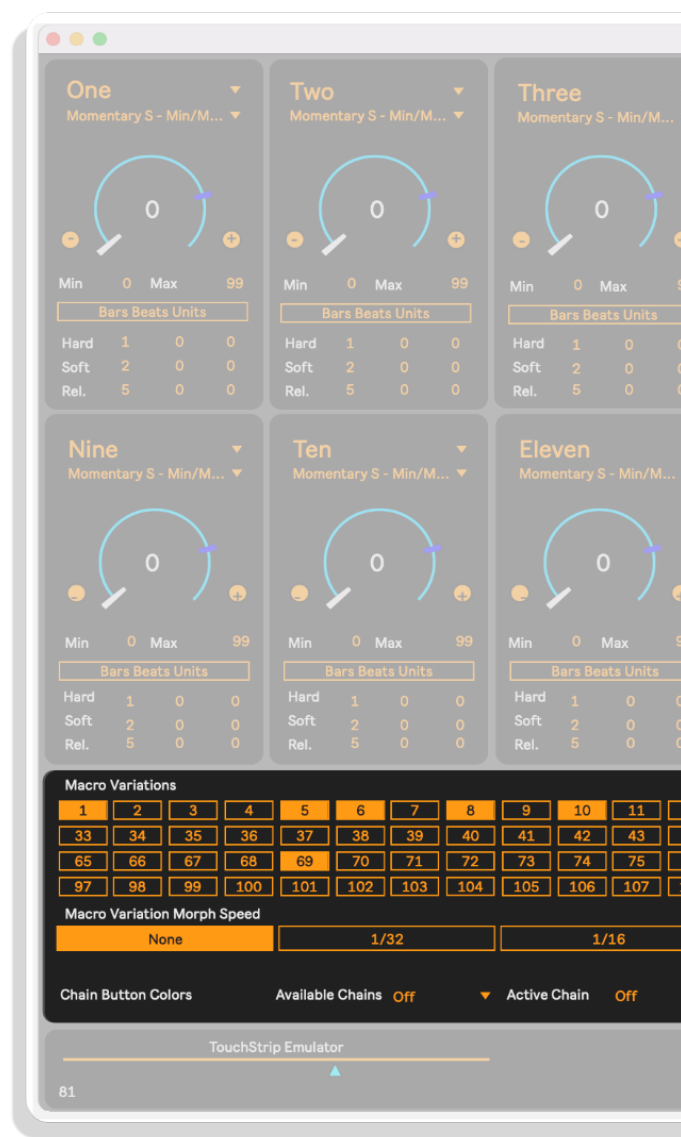 One Two Three
Momentary S - Min/M... Momentary S - Min/M... Momentary S - Min/M...
0 0 0
- + - + -
Min 0 Max 99 Min 0 Max 99 Min 0 Max
Bars Beats Units Bars Beats Units Bars Beats Units
Hard 1 0 0 Hard 1 0 0 Hard 1 0
Soft 2 0 0 Soft 2 0 0 Soft 2 0
Rel. 5 0 0 Rel. 5 0 0 Rel. 5 0
Nine Ten Eleven
Momentary S - Min/M... Momentary S - Min/M... Momentary S - Min/M...
0 0 0
- + - + -
Min 0 Max 99 Min 0 Max 99 Min 0 Max
Bars Beats Units Bars Beats Units Bars Beats Units
Hard 1 0 0 Hard 1 0 0 Hard 1 0
Soft 2 0 0 Soft 2 0 0 Soft 2 0
Rel. 5 0 0 Rel. 5 0 0 Rel. 5 0
Macro Variations
1 2 3 4 5 6 7 8 9 10 11
33 34 35 36 37 38 39 40 41 42 43
65 66 67 68 69 70 71 72 73 74 75
97 98 99 100 101 102 103 104 105 106 107
Macro Variation Morph Speed
None 1/32 1/16
Chain Button Colors Available Chains Off Active Chain Off
TouchStrip Emulator
81